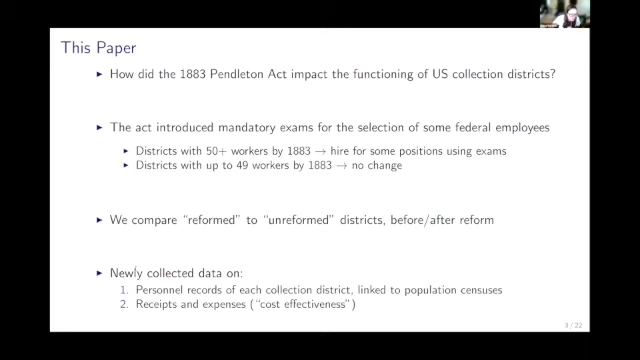 This Paper
▶ How did the 1883 Pendleton Act impact the functioning of US collection districts?
▶ The act introduced mandatory exams for the selection of some federal employees
▶ Districts with 50+ workers by 1883 → hire for some positions using exams
▶ Districts with up to 49 workers by 1883 → no change
▶ We compare “reformed” to “unreformed” districts, before/after reform
▶ Newly collected data on:
1. Personnel records of each collection district, linked to population censuses
2. Receipts and expenses (“cost effectiveness”)
3 / 22